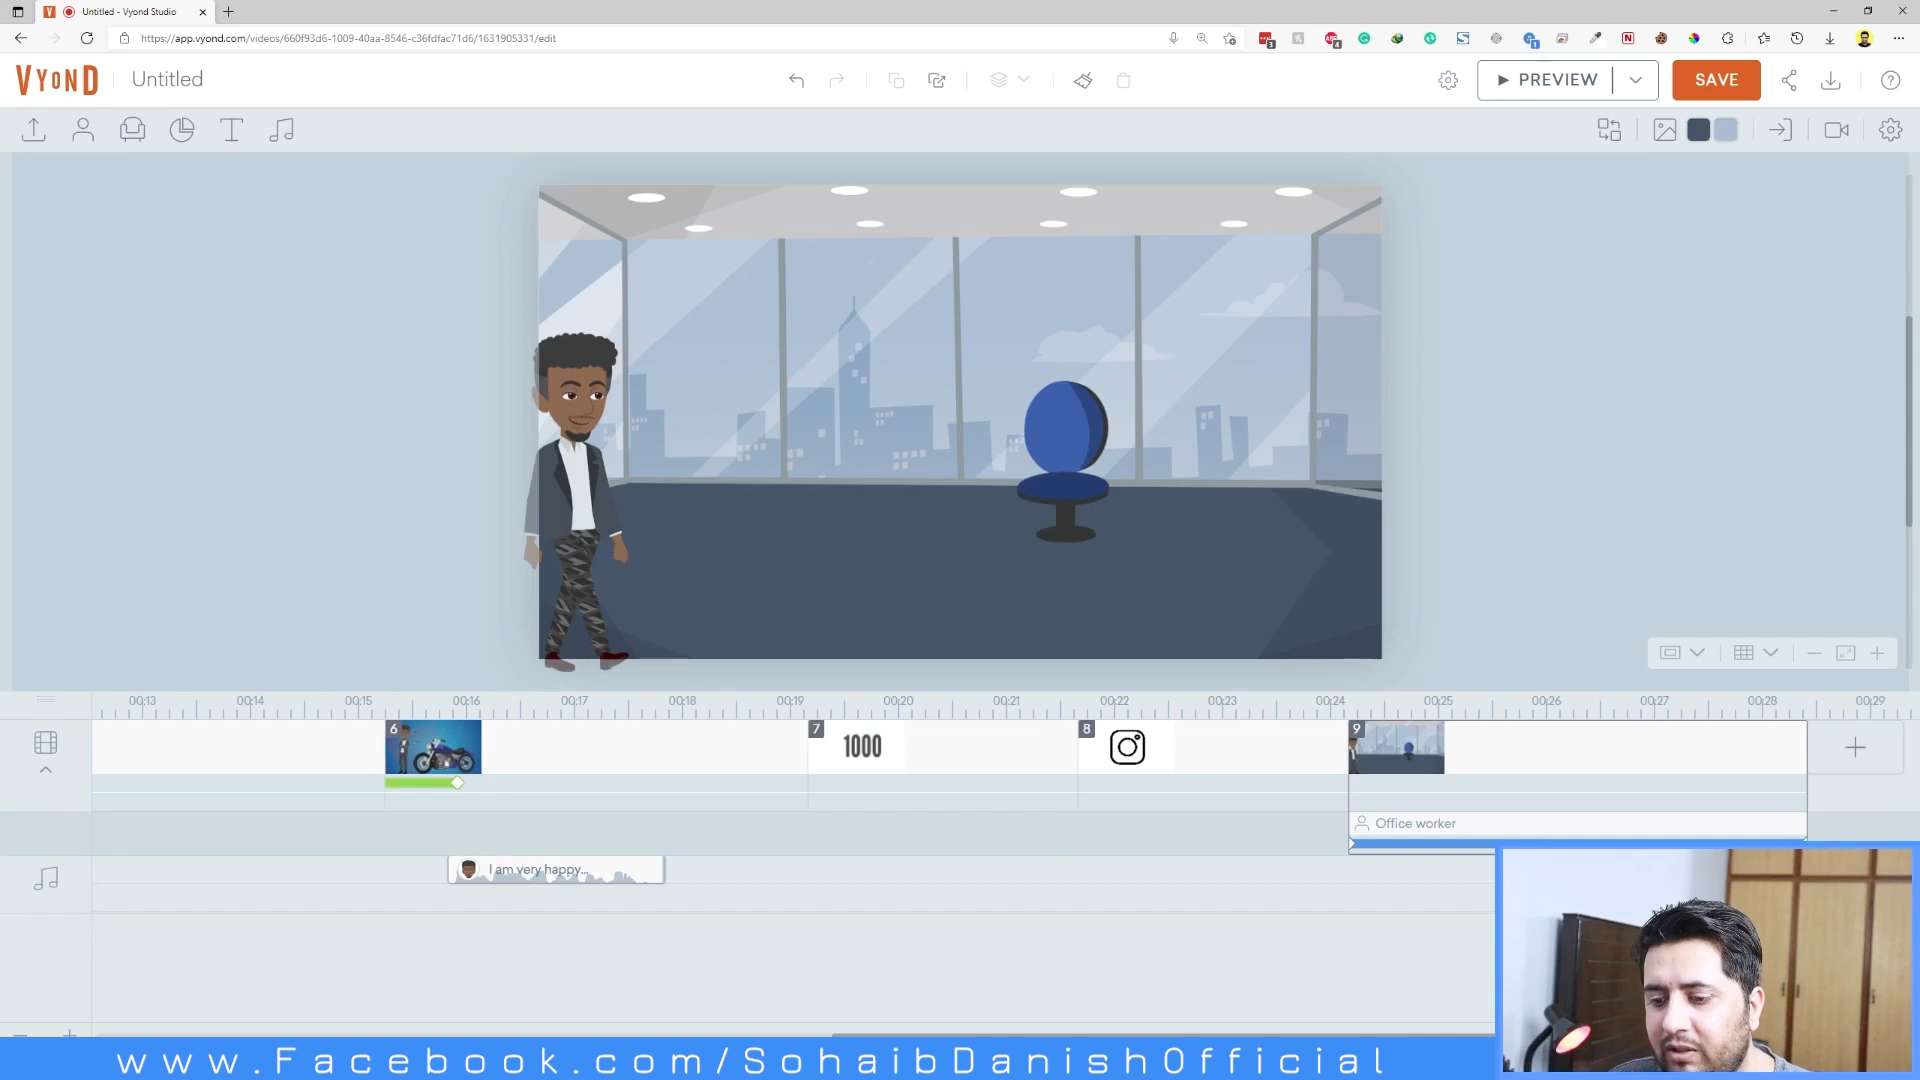 Untitled - Vyond Studio
https://app.vyond.com/videos/660f93d6-1009-40aa-8546-c36fdfac71d6/1631905331/edit
VYOND
Untitled
PREVIEW
SAVE
00:13 00:14 00:15 00:16 00:17 00:18 00:19 00:20 00:21 00:22 00:23 00:24 00:25 00:26 00:27 00:28 00:29
6
7
1000
8
9
Office worker
I am very happy...
www.Facebook.com/SohaibDanishOfficial